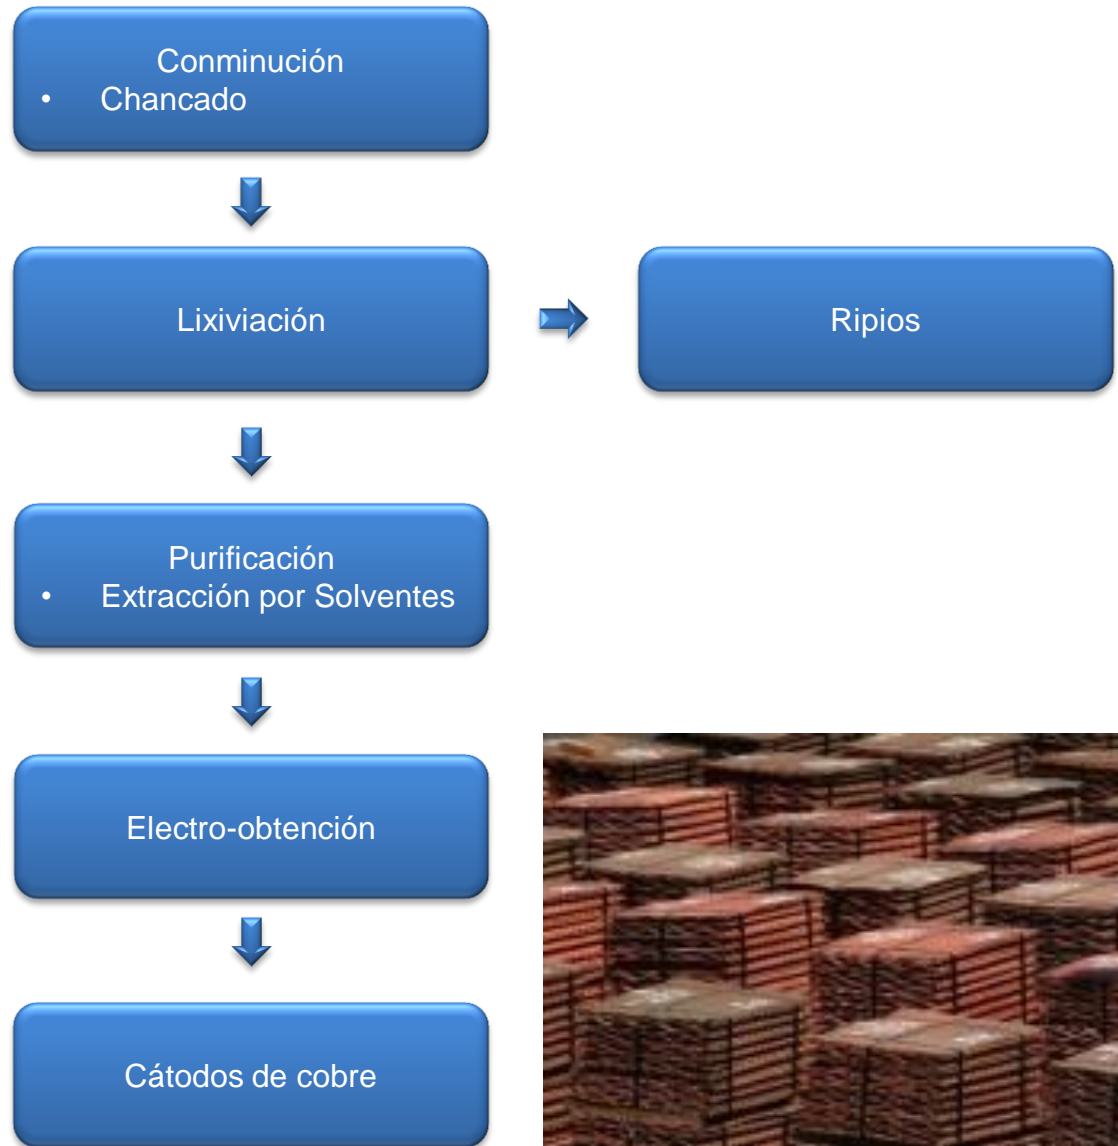 Conminución
• Chancado
Lixiviación
Ripios
Purificación
• Extracción por Solventes
Electro-obtención
Cátodos de cobre